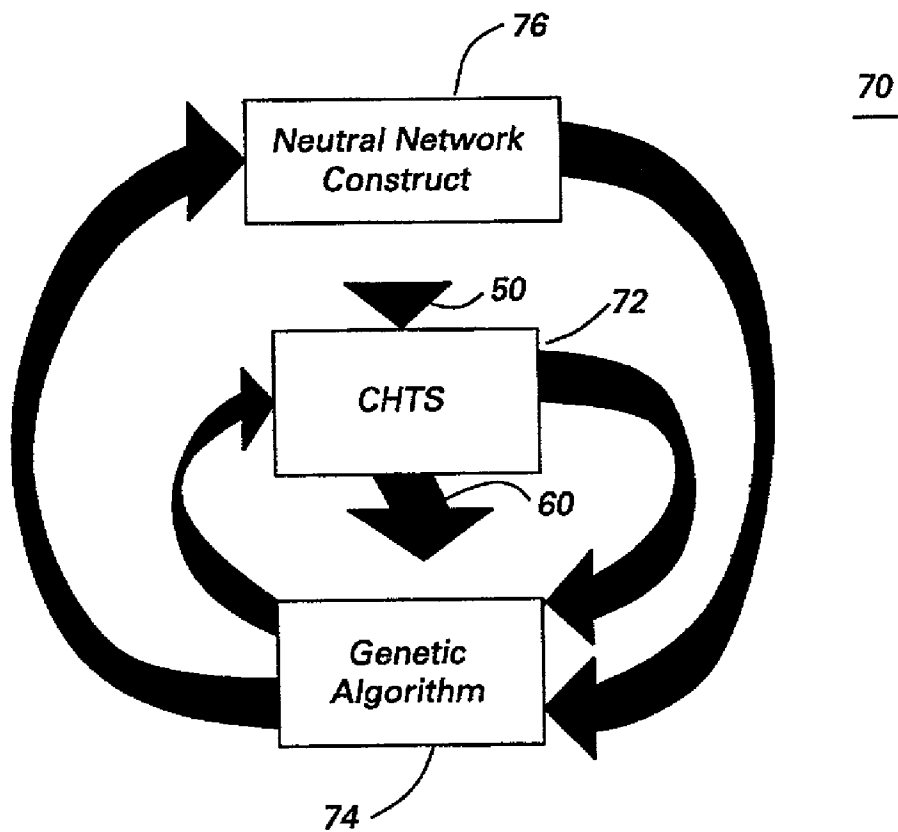 76
70
Neutral Network
Construct
50
72
CHTS
60
Genetic
Algorithm
74